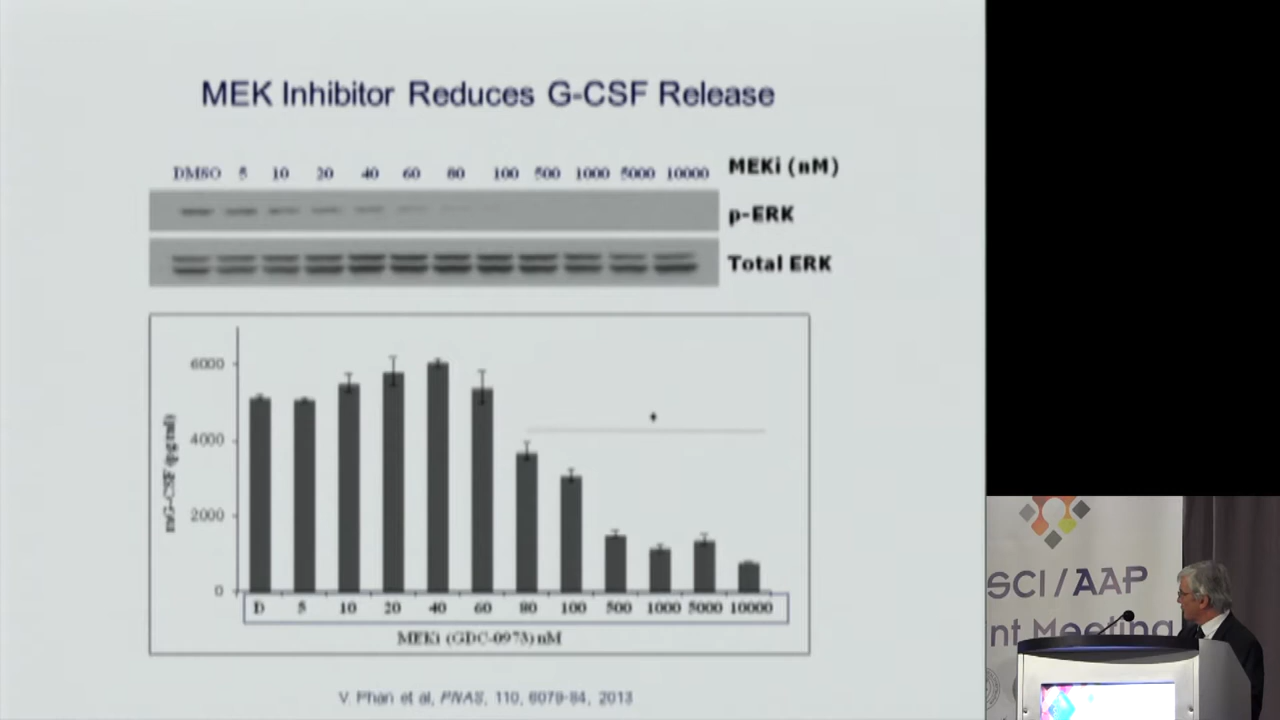 MEK Inhibitor Reduces G-CSF Release
DMSO 5 10 20 40 60 80 100 500 1000 5000 10000 MEKi (nM)
p-ERK
Total ERK
6000
4000
2000
0
mG-CSF (pg/ml)
D 5 10 20 40 60 80 100 500 1000 5000 10000
MEKi (GDC-0973) nM
V. Phan et al, PNAS, 110, 6079-84, 2013
SCI/AAP
nt Meeting